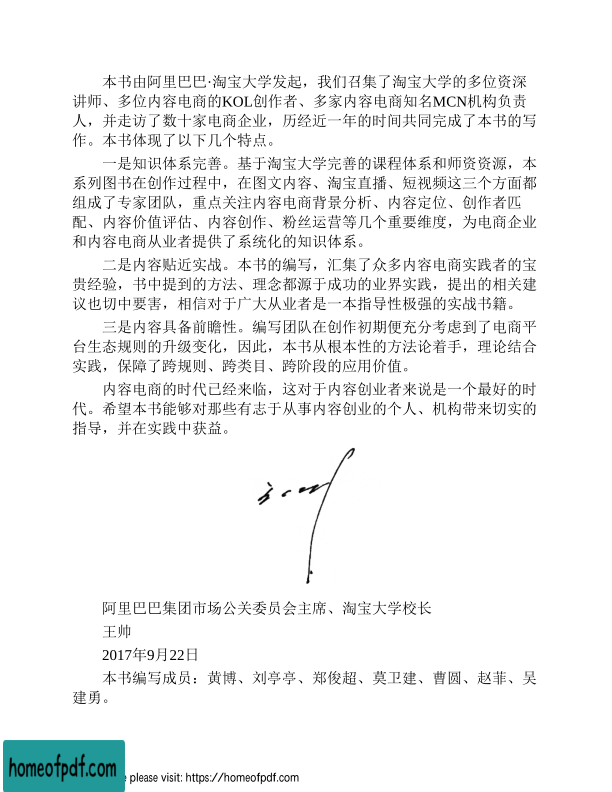 本书由阿里巴巴·淘宝大学发起，我们召集了淘宝大学的多位资深
讲师、多位内容电商的KOL创作者、多家内容电商知名MCN机构负责
人，并走访了数十家电商企业，历经近一年的时间共同完成了本书的写
作。本书体现了以下几个特点。
一是知识体系完善。基于淘宝大学完善的课程体系和师资资源，本
系列图书在创作过程中，在图文内容、淘宝直播、短视频这三个方面都
组成了专家团队，重点关注内容电商背景分析、内容定位、创作者匹
配、内容价值评估、内容创作、粉丝运营等几个重要维度，为电商企业
和内容电商从业者提供了系统化的知识体系。
二是内容贴近实战。本书的编写，汇集了众多内容电商实践者的宝
贵经验，书中提到的方法、理念都源于成功的业界实践，提出的相关建
议也切中要害，相信对于广大从业者是一本指导性极强的实战书籍。
三是内容具备前瞻性。编写团队在创作初期便充分考虑到了电商平
台生态规则的升级变化，因此，本书从根本性的方法论着手，理论结合
实践，保障了跨规则、跨类目、跨阶段的应用价值。
内容电商的时代已经来临，这对于内容创业者来说是一个最好的时
代。希望本书能够对那些有志于从事内容创业的个人、机构带来切实的
指导，并在实践中获益。
阿里巴巴集团市场公关委员会主席、淘宝大学校长
王帅
2017年9月22日
本书编写成员：黄博、刘亭亭、郑俊超、莫卫建、曹圆、赵菲、吴
建勇。
homeofpdf.com
e please visit: https://homeofpdf.com